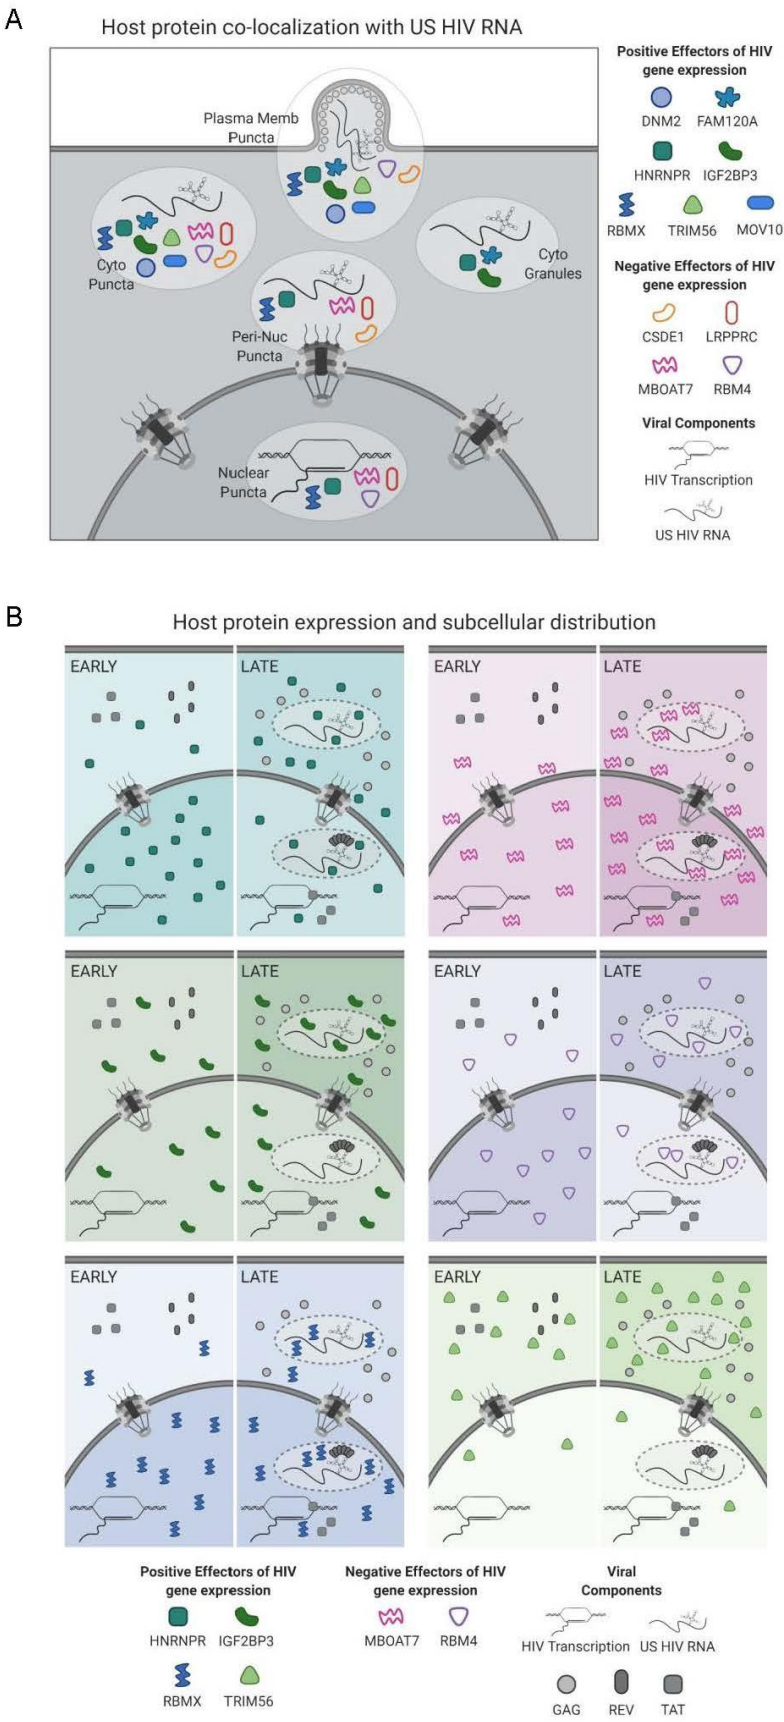 A
Host protein co-localization with US HIV RNA
Plasma Memb
Puncta
Cyto
Puncta
Cyto
Granules
Peri-Nuc
Puncta
Nuclear
Puncta
Positive Effectors of HIV
gene expression
DNM2 FAM120A
HNRNPR IGF2BP3
RBMX TRIM56 MOV10
Negative Effectors of HIV
gene expression
CSDE1 LRPPRC
MBOAT7 RBM4
Viral Components
HIV Transcription
US HIV RNA
B
Host protein expression and subcellular distribution
EARLY LATE EARLY LATE
EARLY LATE EARLY LATE
EARLY LATE EARLY LATE
Positive Effectors of HIV
gene expression
HNRNPR IGF2BP3
RBMX TRIM56
Negative Effectors of HIV
gene expression
MBOAT7 RBM4
Viral
Components
HIV Transcription US HIV RNA
GAG REV TAT